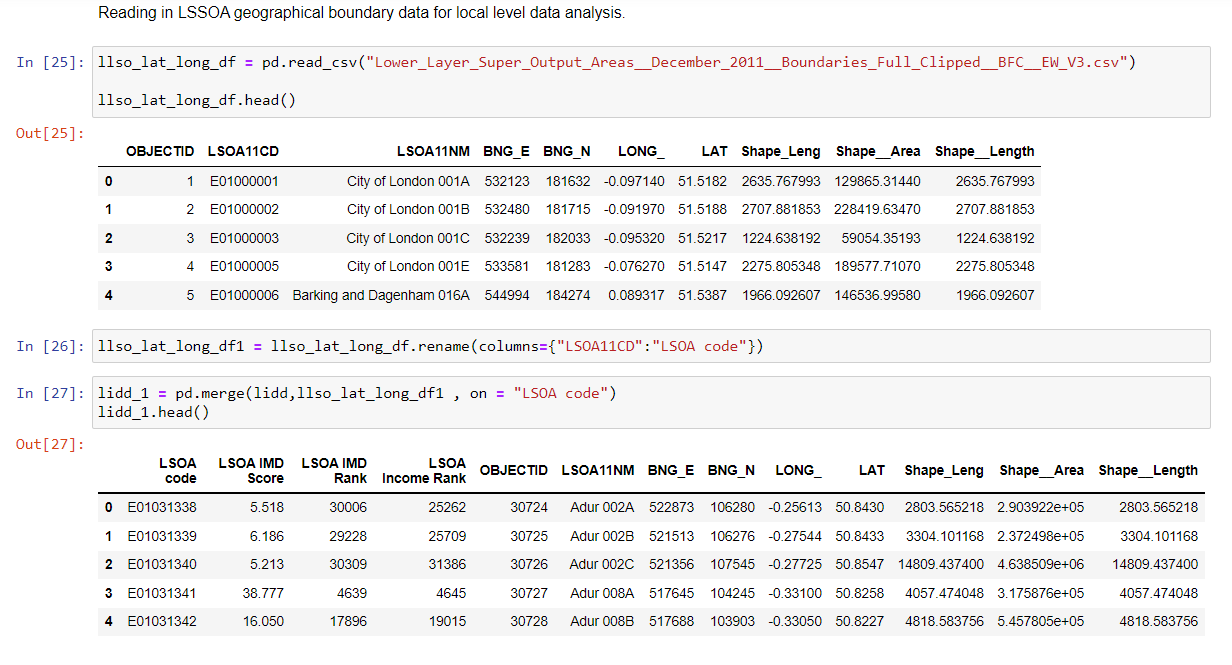 Reading in LSSOA geographical boundary data for local level data analysis.
In [25]: llso_lat_long_df = pd.read_csv("Lower_Layer_Super_Output_Areas__December_2011__Boundaries_Full_Clipped__BFC__EW_V3.csv")
llso_lat_long_df.head()
Out[25]:
OBJECTID LSOA11CD LSOA11NM BNG_E BNG_N LONG_ LAT Shape_Leng Shape__Area Shape__Length
0 1 E01000001 City of London 001A 532123 181632 -0.097140 51.5182 2635.767993 129865.31440 2635.767993
1 2 E01000002 City of London 001B 532480 181715 -0.091970 51.5188 2707.881853 228419.63470 2707.881853
2 3 E01000003 City of London 001C 532239 182033 -0.095320 51.5217 1224.638192 59054.35193 1224.638192
3 4 E01000005 City of London 001E 533581 181283 -0.076270 51.5147 2275.805348 189577.71070 2275.805348
4 5 E01000006 Barking and Dagenham 016A 544994 184274 0.089317 51.5387 1966.092607 146536.99580 1966.092607
In [26]: llso_lat_long_df1 = llso_lat_long_df.rename(columns={"LSOA11CD":"LSOA code"})
In [27]: lidd_1 = pd.merge(lidd,llso_lat_long_df1 , on = "LSOA code")
lidd_1.head()
Out[27]:
LSOA LSOA IMD LSOA IMD LSOA
code Score Rank Income Rank OBJECTID LSOA11NM BNG_E BNG_N LONG_ LAT Shape_Leng Shape__Area Shape__Length
0 E01031338 5.518 30006 25262 30724 Adur 002A 522873 106280 -0.25613 50.8430 2803.565218 2.903922e+05 2803.565218
1 E01031339 6.186 29228 25709 30725 Adur 002B 521513 106276 -0.27544 50.8433 3304.101168 2.372498e+05 3304.101168
2 E01031340 5.213 30309 31386 30726 Adur 002C 521356 107545 -0.27725 50.8547 14809.437400 4.638509e+06 14809.437400
3 E01031341 38.777 4639 4645 30727 Adur 008A 517645 104245 -0.33100 50.8258 4057.474048 3.175876e+05 4057.474048
4 E01031342 16.050 17896 19015 30728 Adur 008B 517688 103903 -0.33050 50.8227 4818.583756 5.457805e+05 4818.583756